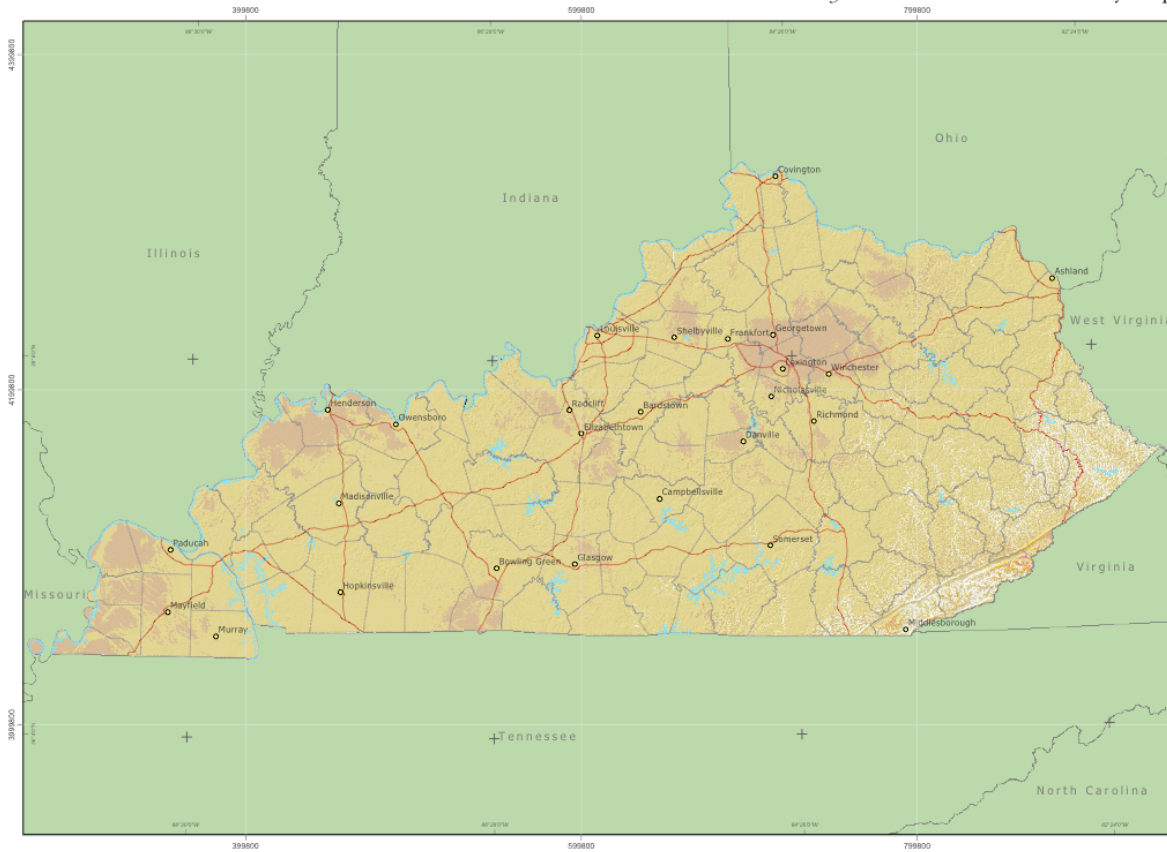 399800
599800
799800
4399800
Ohio
Covington
Indiana
Illinois
Ashland
West Virginia
Louisville
Shelbyville
Frankfort
Georgetown
Lexington
Winchester
4199800
Nicholasville
Henderson
Radcliff
Bardstown
Owensboro
Richmond
Elizabethtown
Danville
Madisonville
Campbellsville
Paducah
Somerset
Bowling Green
Glasgow
Virginia
Missouri
Hopkinsville
Mayfield
Murray
Middlesborough
3999800
Tennessee
North Carolina
399800
599800
799800